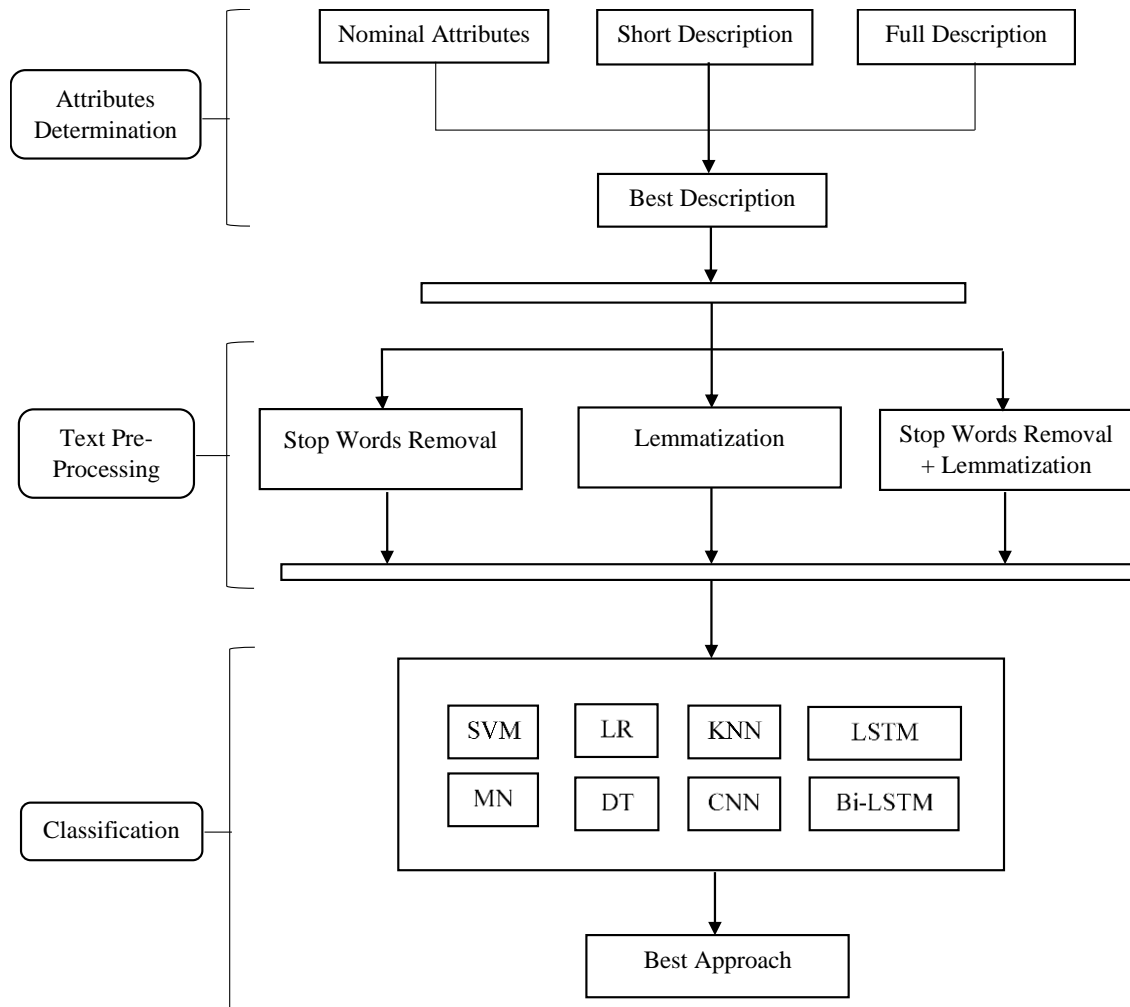 Nominal Attributes
Short Description
Full Description
Attributes
Determination
Best Description
Text Pre-
Processing
Stop Words Removal
Lemmatization
Stop Words Removal
+ Lemmatization
Classification
SVM
LR
KNN
LSTM
MN
DT
CNN
Bi-LSTM
Best Approach